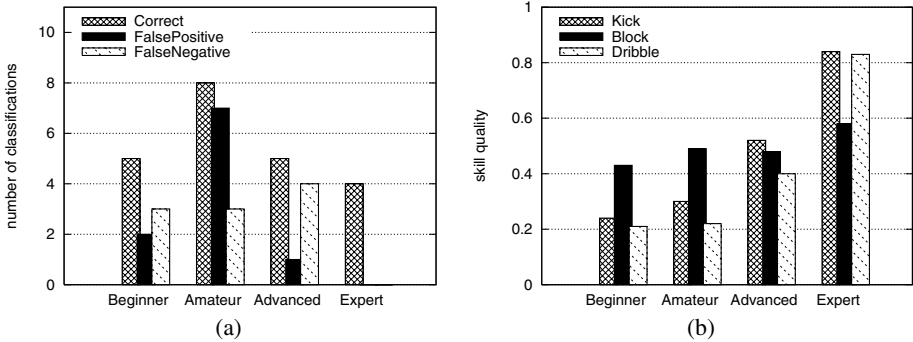 10
8
6
4
2
0
number of classifications
Correct
FalsePositive
FalseNegative
Beginner Amateur Advanced Expert
(a)
1
0.8
0.6
0.4
0.2
0
skill quality
Kick
Block
Dribble
Beginner Amateur Advanced Expert
(b)